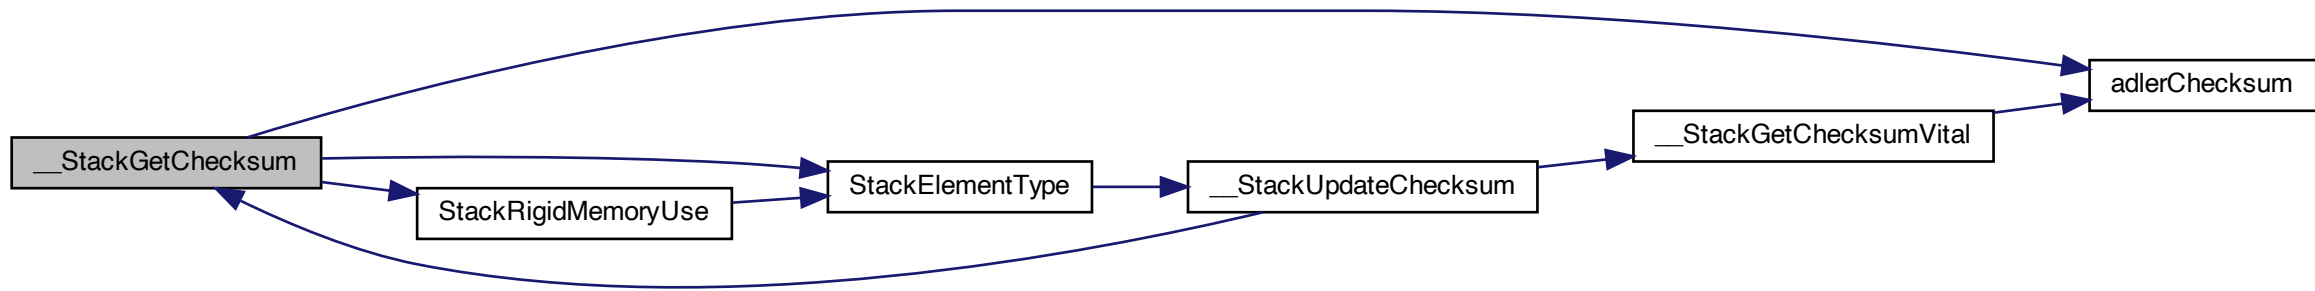 __StackGetChecksum
StackRigidMemoryUse
StackElementType
__StackUpdateChecksum
__StackGetChecksumVital
adlerChecksum